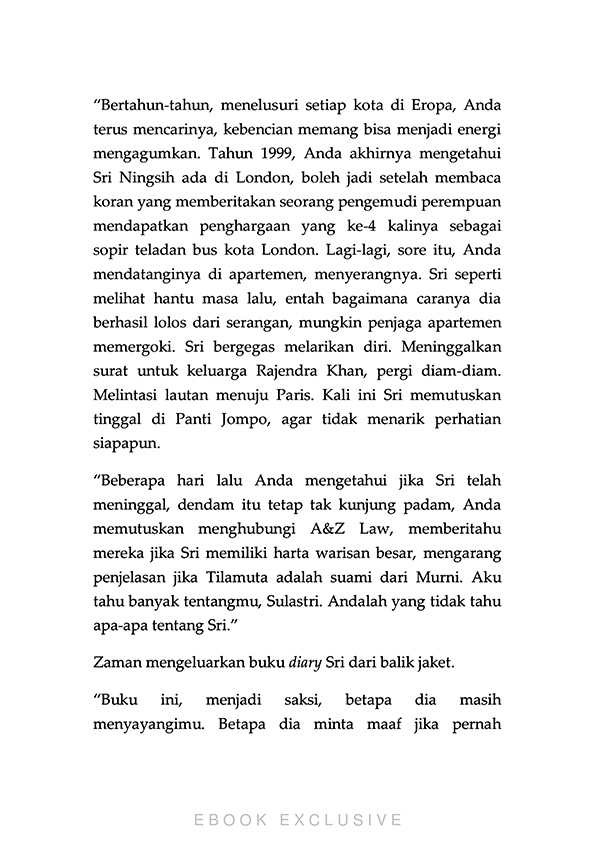 “Bertahun-tahun, menelusuri setiap kota di Eropa, Anda
terus mencarinya, kebencian memang bisa menjadi energi
mengagumkan. Tahun 1999, Anda akhirnya mengetahui
Sri Ningsih ada di London, boleh jadi setelah membaca
koran yang memberitakan seorang pengemudi perempuan
mendapatkan penghargaan yang ke-4 kalinya sebagai
sopir teladan bus kota London. Lagi-lagi, sore itu, Anda
mendatanginya di apartemen, menyerangnya. Sri seperti
melihat hantu masa lalu, entah bagaimana caranya dia
berhasil lolos dari serangan, mungkin penjaga apartemen
memergoki. Sri bergegas melarikan diri. Meninggalkan
surat untuk keluarga Rajendra Khan, pergi diam-diam.
Melintasi lautan menuju Paris. Kali ini Sri memutuskan
tinggal di Panti Jompo, agar tidak menarik perhatian
siapapun.
“Beberapa hari lalu Anda mengetahui jika Sri telah
meninggal, dendam itu tetap tak kunjung padam, Anda
memutuskan menghubungi A&Z Law, memberitahu
mereka jika Sri memiliki harta warisan besar, mengarang
penjelasan jika Tilamuta adalah suami dari Murni. Aku
tahu banyak tentangmu, Sulastri. Andalah yang tidak tahu
apa-apa tentang Sri.”
Zaman mengeluarkan buku diary Sri dari balik jaket.
“Buku ini, menjadi saksi, betapa dia masih
menyayangimu. Betapa dia minta maaf jika pernah
EBOOK EXCLUSIVE